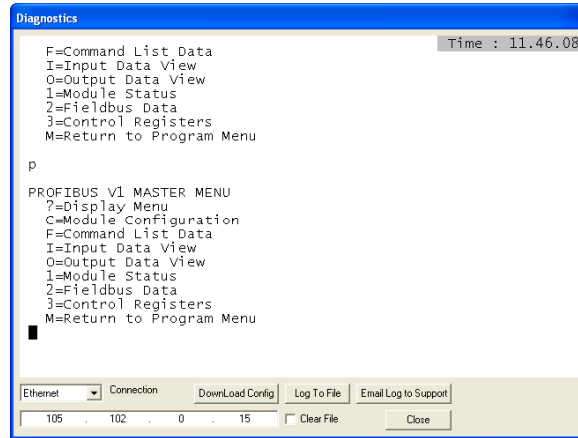 Diagnostics
Time : 11.46.08
F=Command List Data
I=Input Data View
O=Output Data View
1=Module Status
2=Fieldbus Data
3=Control Registers
M=Return to Program Menu
p
PROFIBUS V1 MASTER MENU
?=Display Menu
C=Module Configuration
F=Command List Data
I=Input Data View
O=Output Data View
1=Module Status
2=Fieldbus Data
3=Control Registers
M=Return to Program Menu
Ethernet Connection DownLoad Config Log To File Email Log to Support
105 . 102 . 0 . 15 Clear File Close